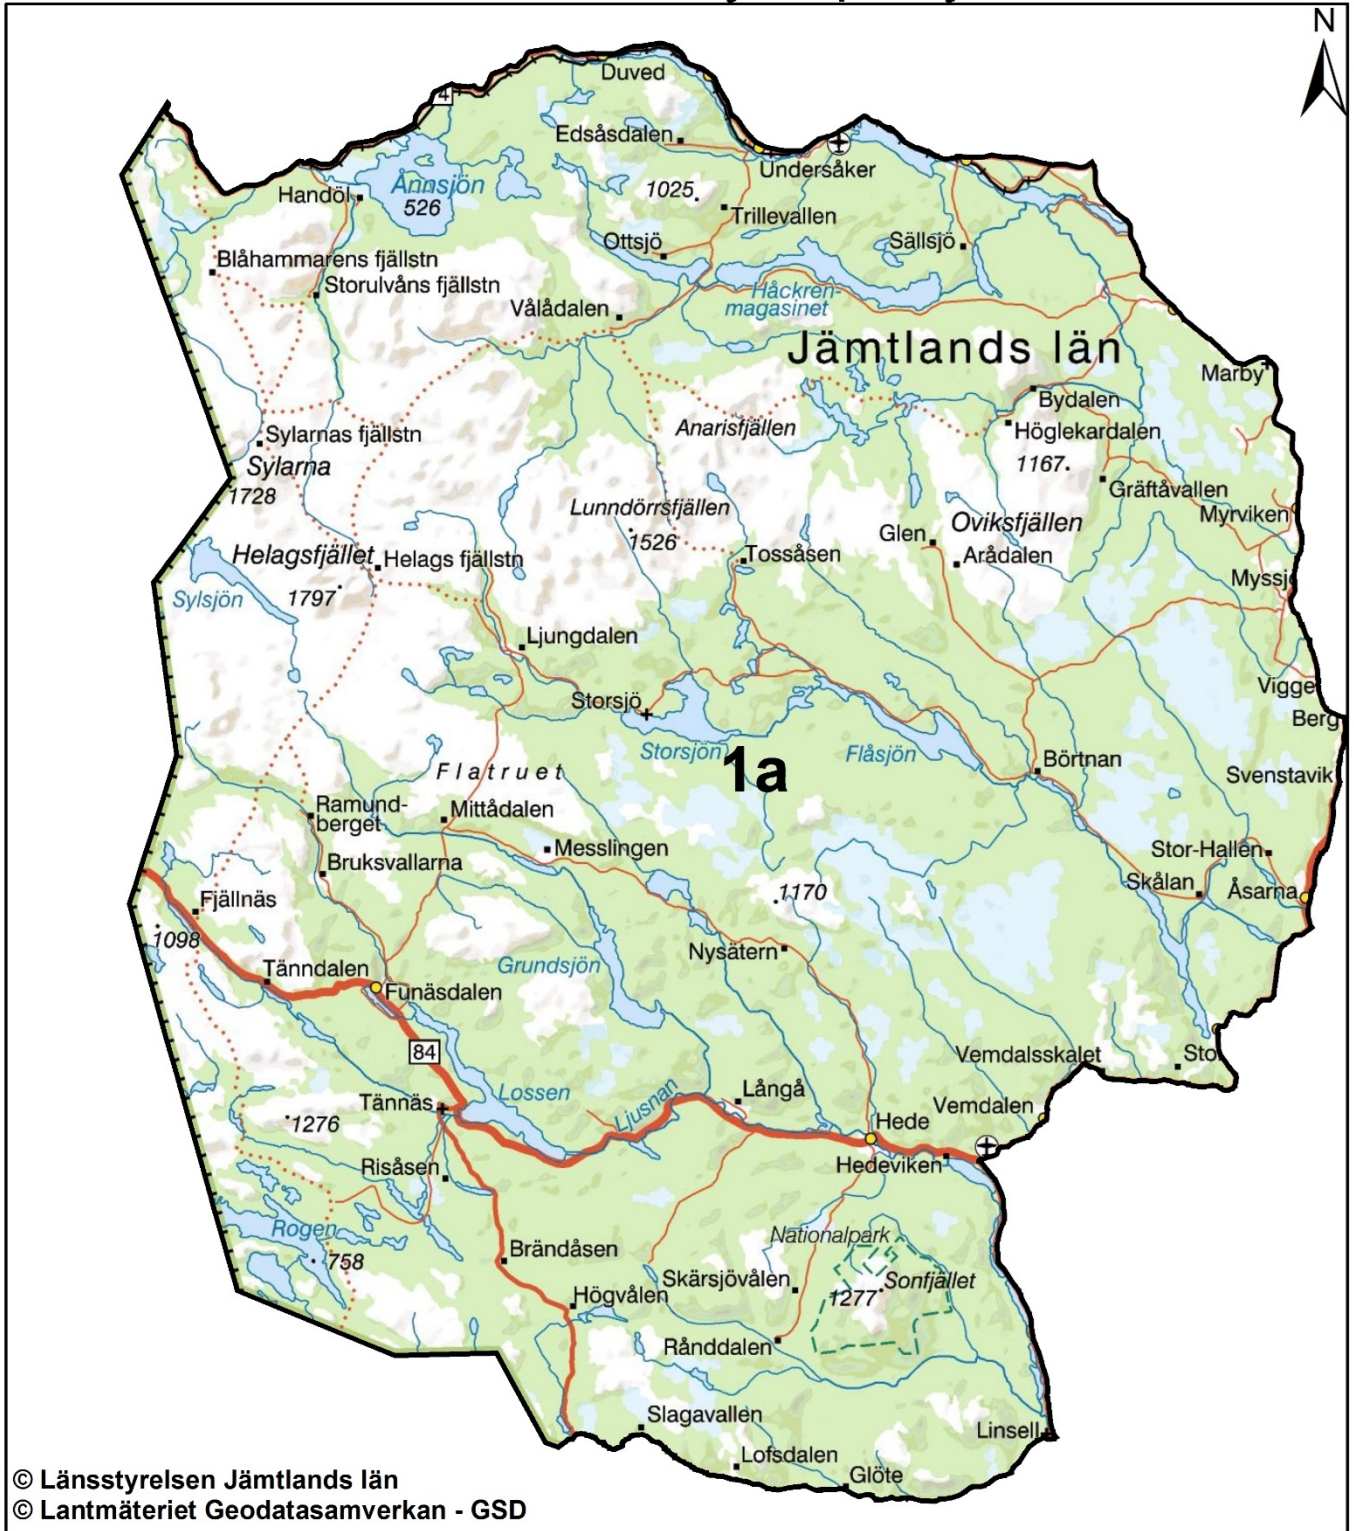 N
Duved
4
Edsåsdalen
Undersåker
Ånnsjön
526
Handöl
1025
Trillevallen
Ottsjö
Sällsjö
Blåhammarens fjällstn
Storulvåns fjällstn
Håckren-
magasinet
Vålådalen
Jämtlands län
Marby
Bydalen
Anarisfjällen
Höglekardalen
Sylarnas fjällstn
Sylarna
1728
1167
Gräftåvallen
Lunndörrsfjällen
1526
Oviksfjällen
Myrviken
Glen
Arådalen
Helagsfjället
Helags fjällstn
Tossåsen
1797
Sylsjön
Myssj
Ljungdalen
Vigge
Storsjö
Berg
Storsjön
Flåsjön
1a
Börtnan
Svenstavik
Flatruet
Ramund-
berget
Mittådalen
Messlingen
Stor-Hallen
Bruksvallarna
Skålan
Åsarna
Fjällnäs
1170
1098
Nysätern
Tänndalen
Grundsjön
Funäsdalen
84
Vemdalsskalet
Sto
Lossen
Långå
Ljusnan
Vemdalen
Tännäs
Hede
1276
Hedeviken
Risåsen
Rogen
Nationalpark
758
Brändåsen
Skärsjövålen
Sonfjället
1277
Högvålen
Rånddalen
Slagavallen
Linsell
Lofsdalen
Glöte
© Länsstyrelsen Jämtlands län
© Lantmäteriet Geodatasamverkan - GSD